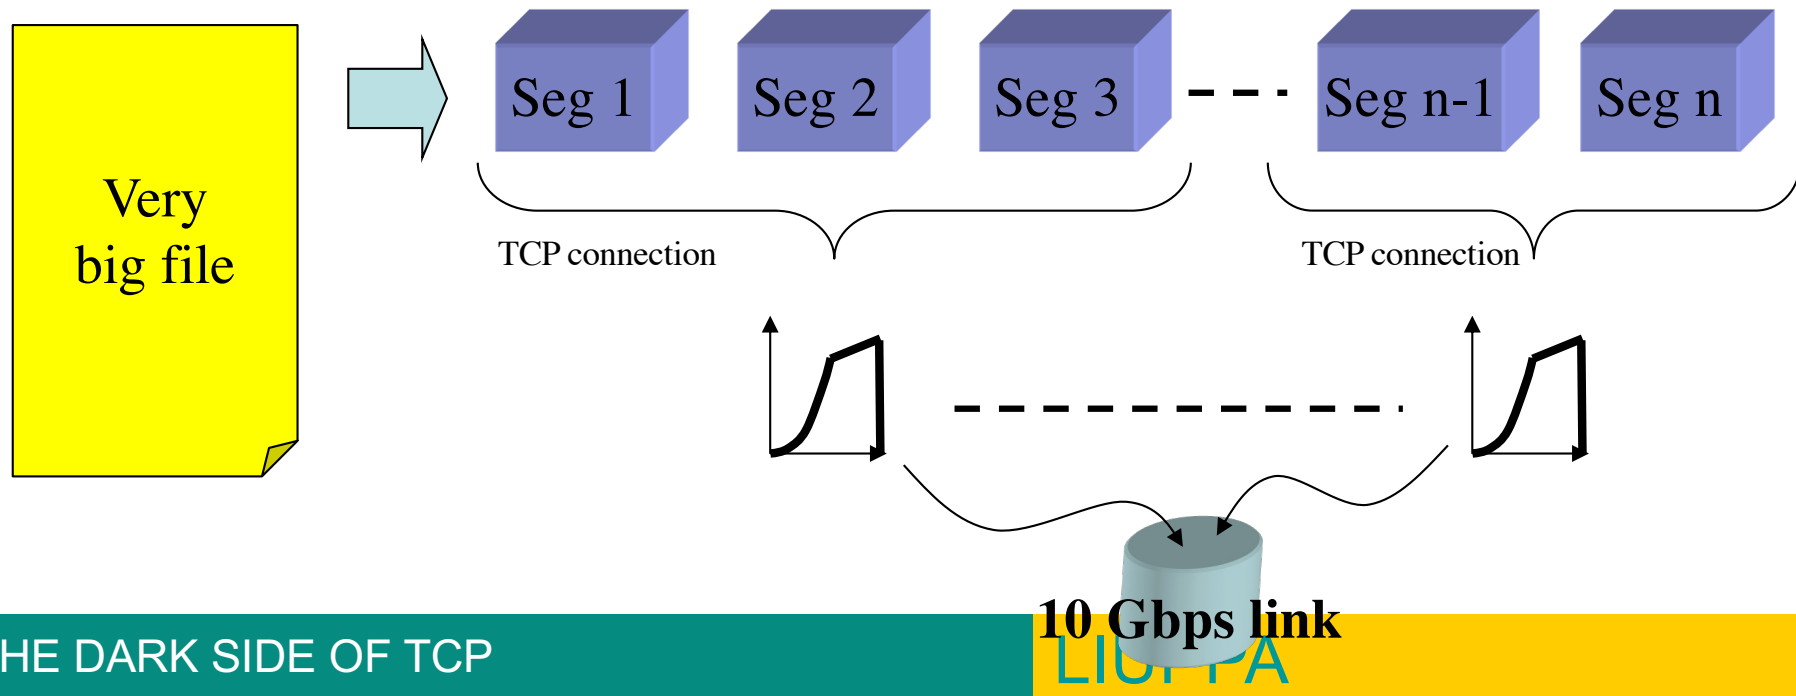 Very
big file
Seg 1
Seg 2
Seg 3
Seg n-1
Seg n
TCP connection
TCP connection
10 Gbps link
HE DARK SIDE OF TCP
LIUPPA